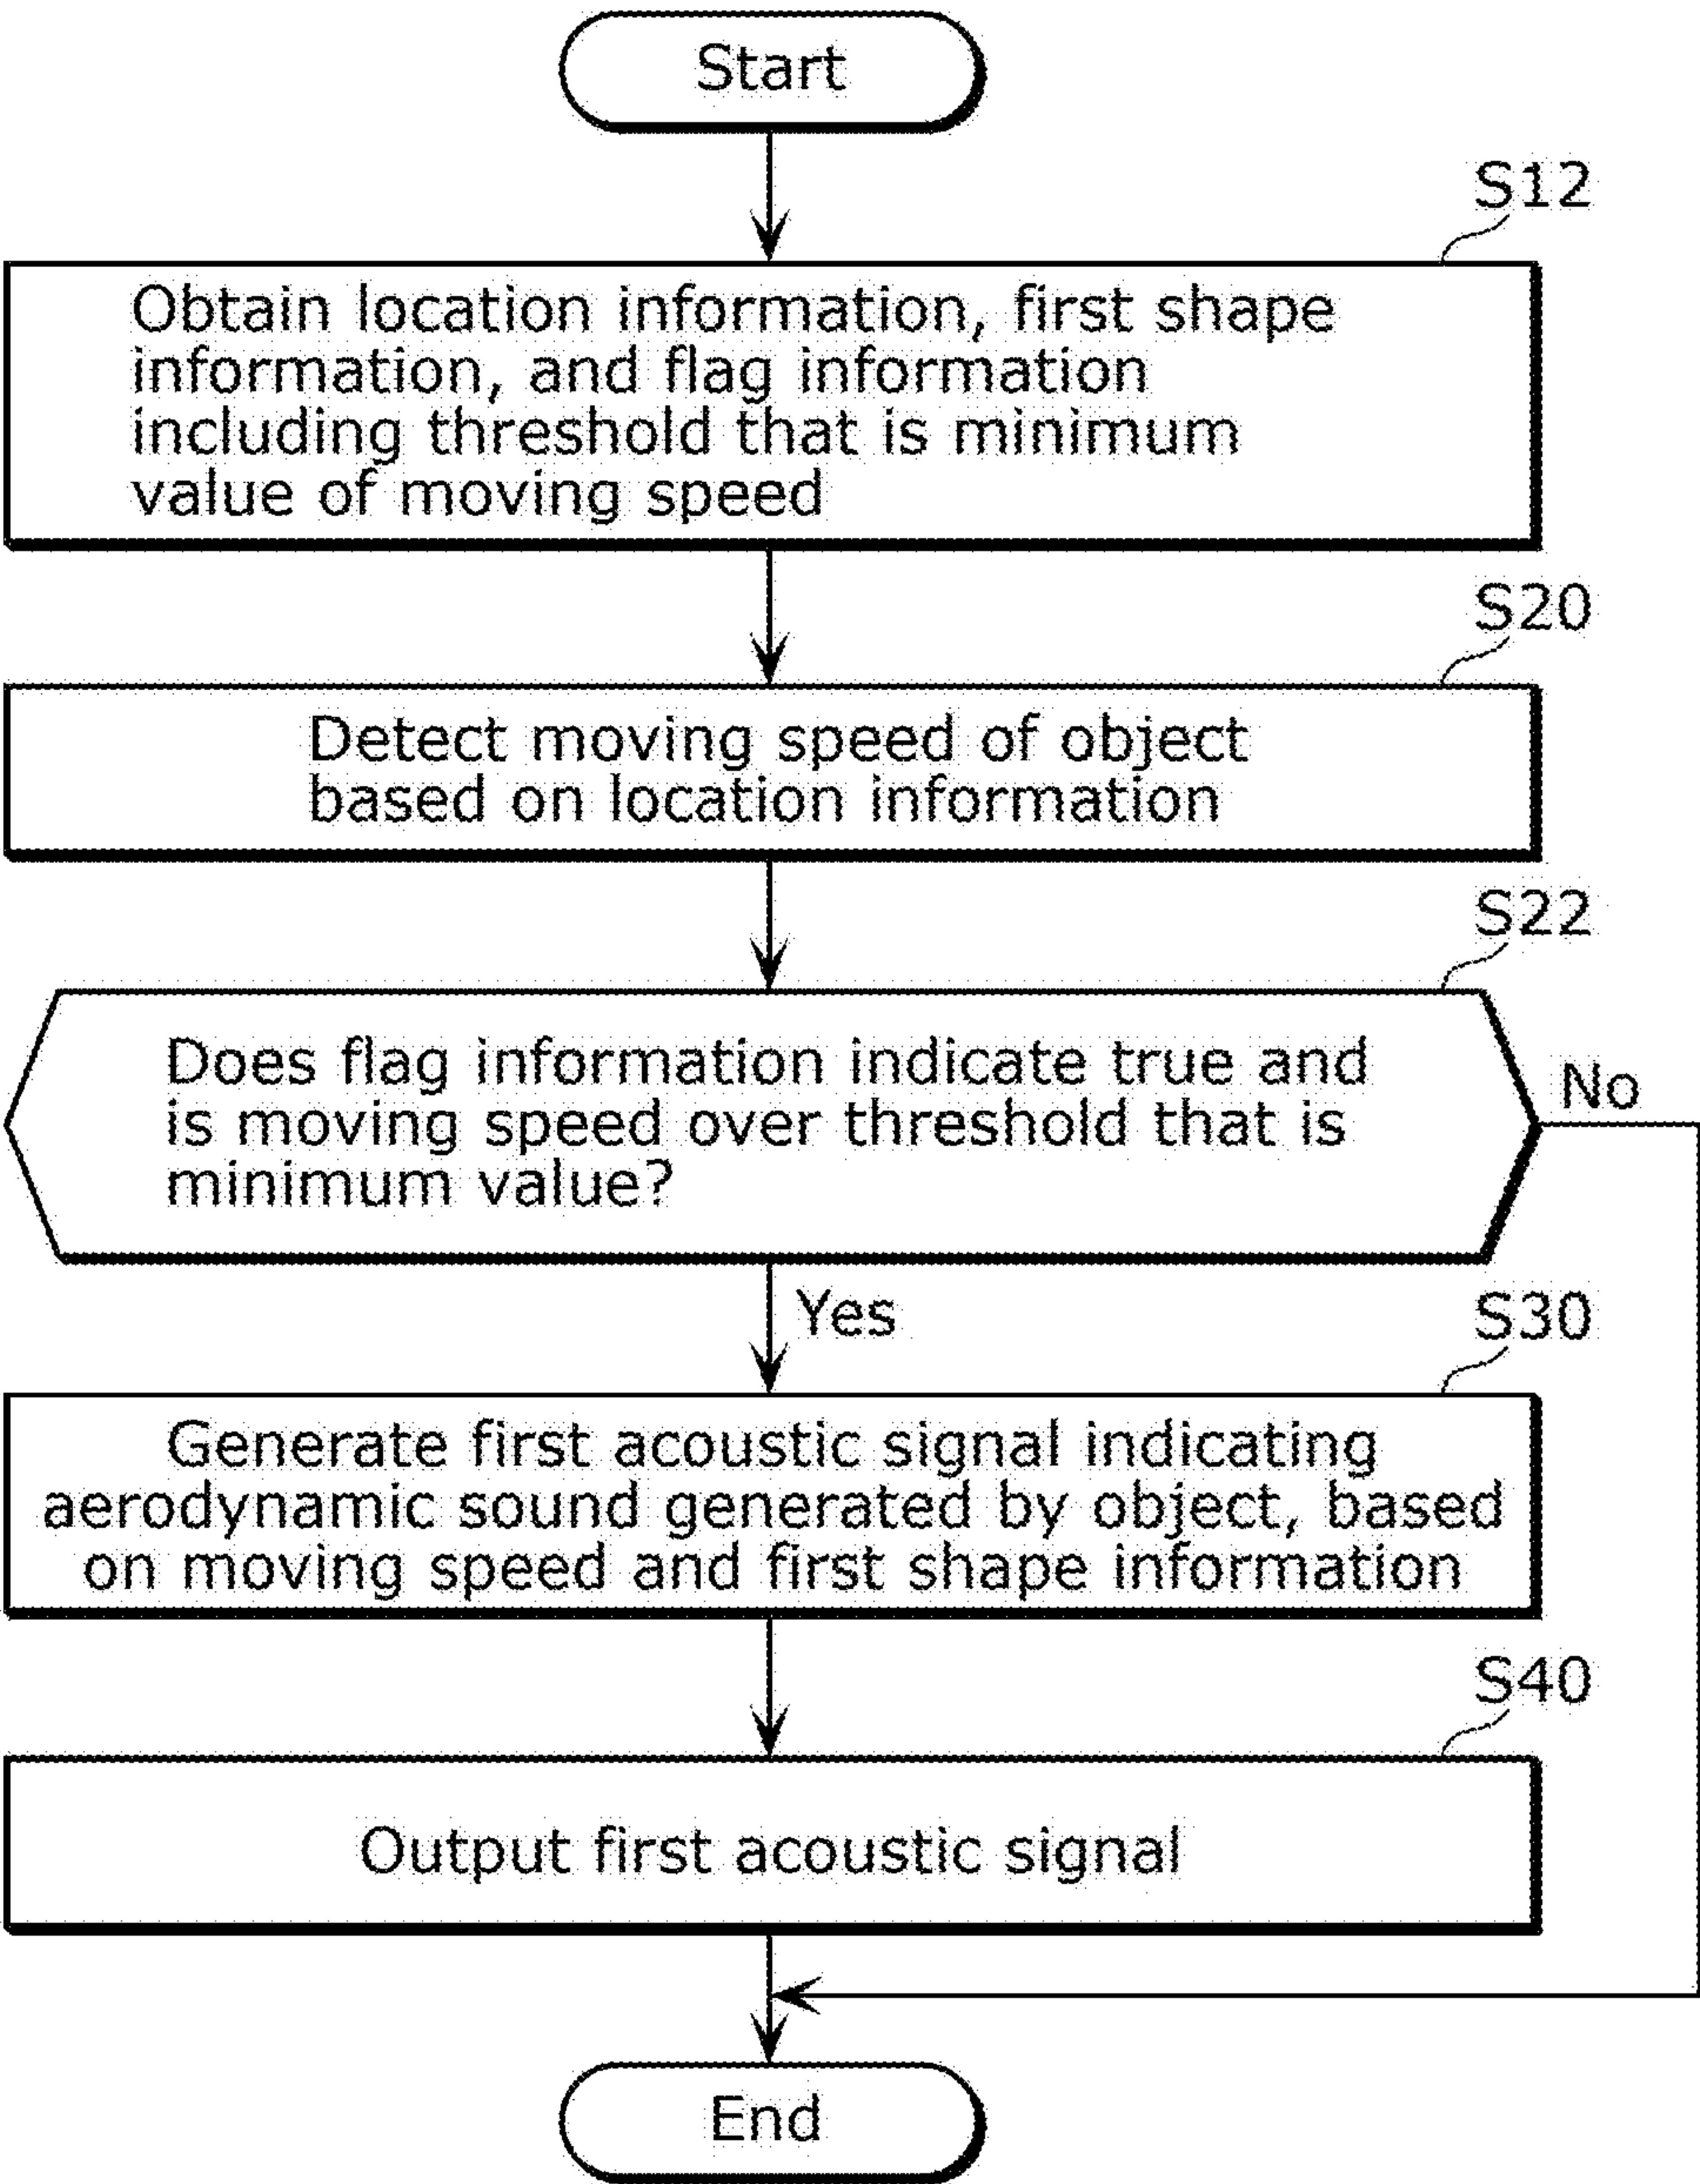 Start
S12
Obtain location information, first shape
information, and flag information
including threshold that is minimum
value of moving speed
S20
Detect moving speed of object
based on location information
S22
Does flag information indicate true and
is moving speed over threshold that is
minimum value?
No
Yes
S30
Generate first acoustic signal indicating
aerodynamic sound generated by object, based
on moving speed and first shape information
S40
Output first acoustic signal
End